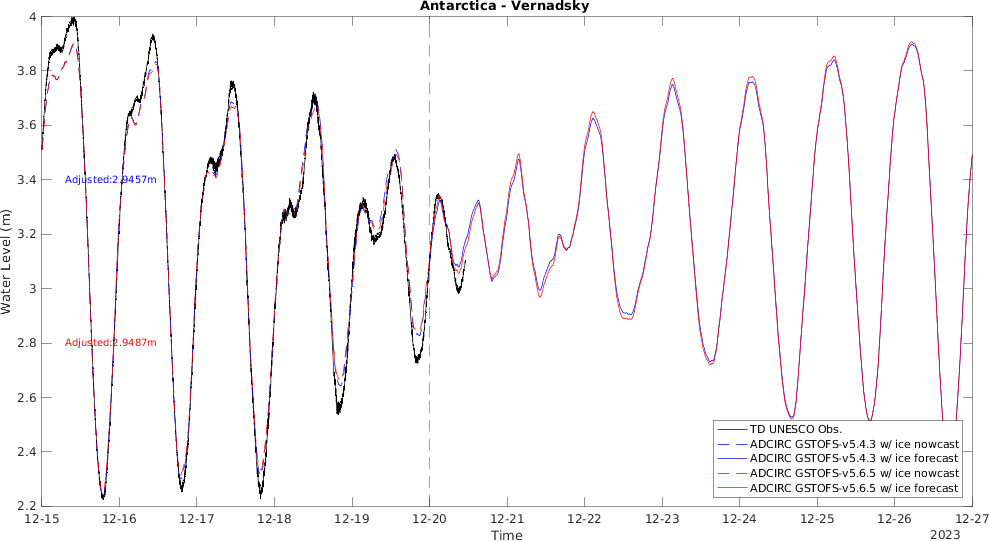 Antarctica - Vernadsky
Water Level (m)
4
3.8
3.6
3.4
3.2
3
2.8
2.6
2.4
2.2
Adjusted:2.9457m
Adjusted:2.9487m
TD UNESCO Obs.
ADCIRC GSTOFS-v5.4.3 w/ ice nowcast
ADCIRC GSTOFS-v5.4.3 w/ ice forecast
ADCIRC GSTOFS-v5.6.5 w/ ice nowcast
ADCIRC GSTOFS-v5.6.5 w/ ice forecast
12-15 12-16 12-17 12-18 12-19 12-20 12-21 12-22 12-23 12-24 12-25 12-26 12-27
Time
2023